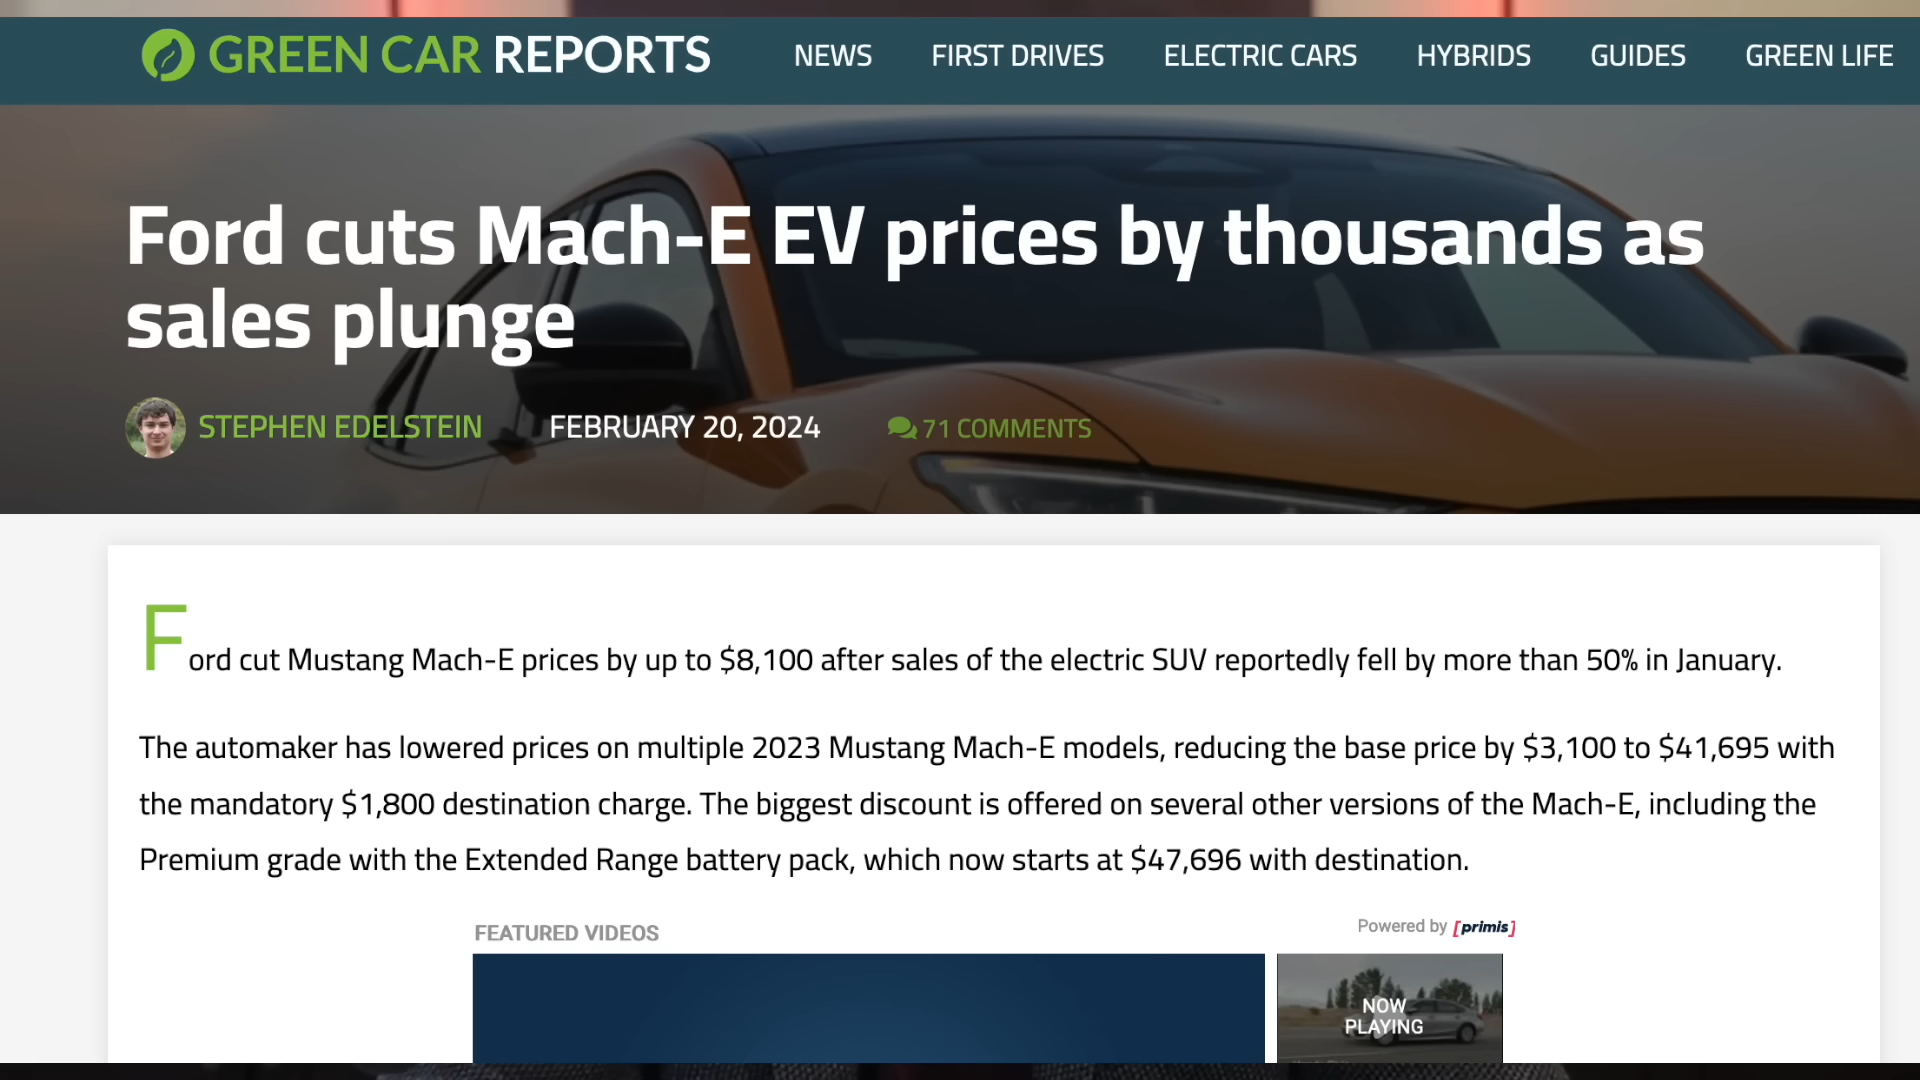 GREEN CAR REPORTS NEWS FIRST DRIVES ELECTRIC CARS HYBRIDS GUIDES GREEN LIFE
Ford cuts Mach-E EV prices by thousands as
sales plunge
STEPHEN EDELSTEIN FEBRUARY 20, 2024 71 COMMENTS
Ford cut Mustang Mach-E prices by up to $8,100 after sales of the electric SUV reportedly fell by more than 50% in January.
The automaker has lowered prices on multiple 2023 Mustang Mach-E models, reducing the base price by $3,100 to $41,695 with
the mandatory $1,800 destination charge. The biggest discount is offered on several other versions of the Mach-E, including the
Premium grade with the Extended Range battery pack, which now starts at $47,696 with destination.
FEATURED VIDEOS Powered by [primis]
NOW
PLAYING